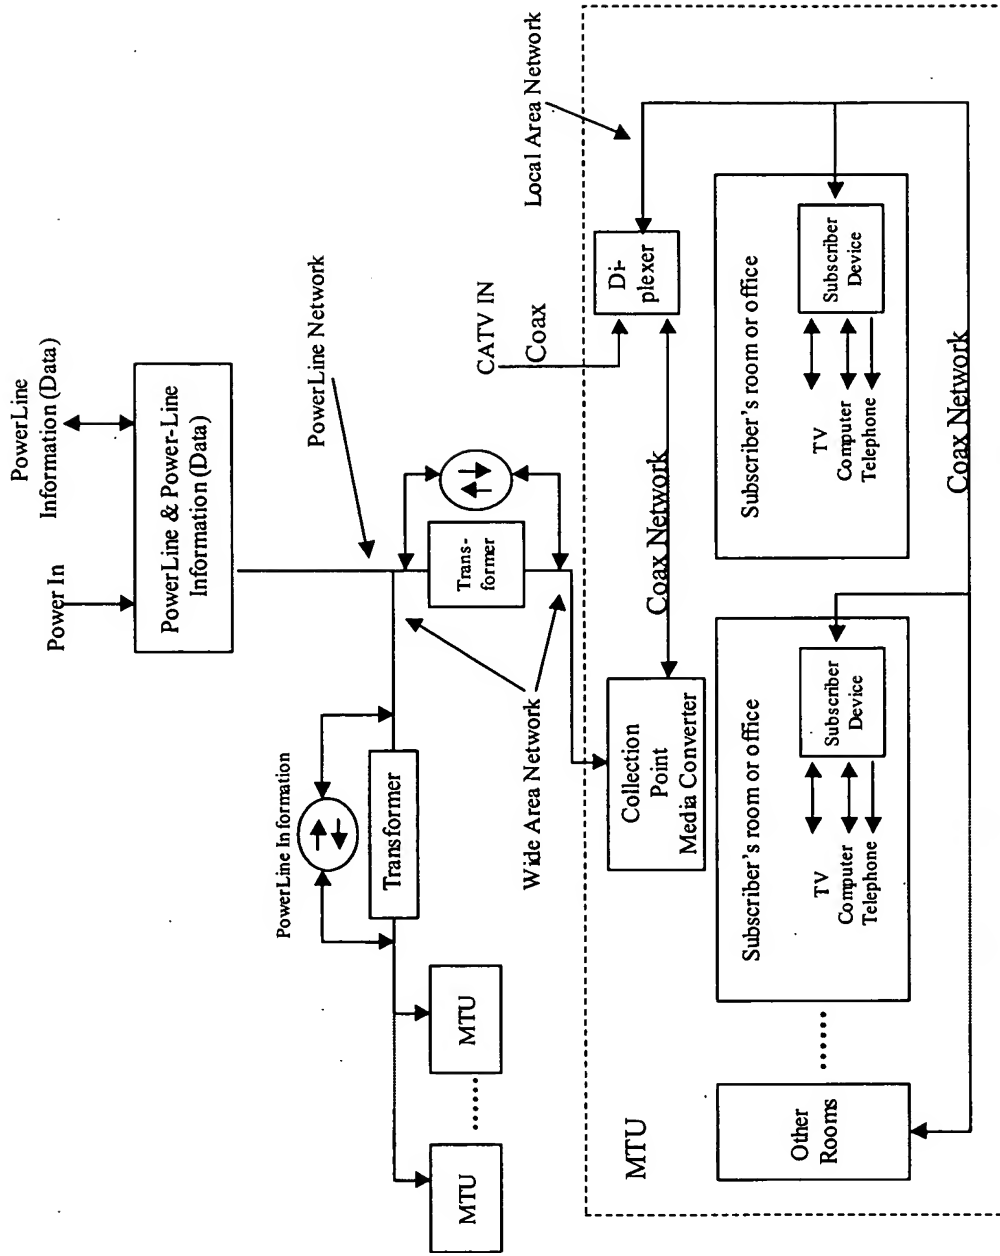 Power In
PowerLine
Information (Data)
PowerLine & Power-Line
Information (Data)
PowerLine Network
PowerLine Information
Transformer
Trans-
former
MTU
......
MTU
Wide Area Network
CATV IN
Coax
Local Area Network
Di-
plexer
Collection
Point
Media Converter
Coax Network
MTU
Other
Rooms
......
Subscriber's room or office
TV
Computer
Telephone
Subscriber
Device
Subscriber's room or office
TV
Computer
Telephone
Subscriber
Device
Coax Network